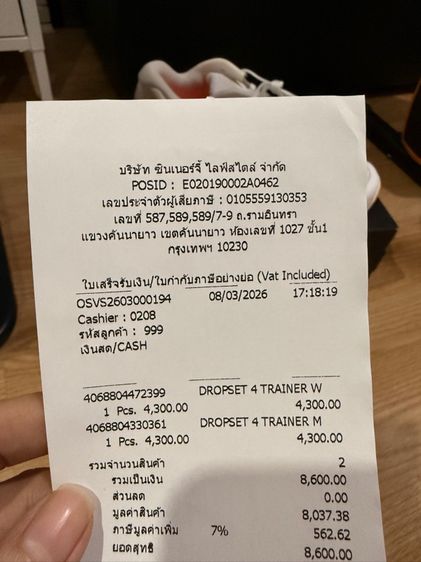 บริษัท ซินเนอร์จี้ ไลฟ์สไตล์ จำกัด
POSID : E020190002A0462
เลขประจำตัวผู้เสียภาษี : 0105559130353
เลขที่ 587,589,589/7-9 ถ.รามอินทรา
แขวงคันนายาว เขตคันนายาว ห้องเลขที่ 1027 ชั้น1
กรุงเทพฯ 10230
ใบเสร็จรับเงิน/ใบกำกับภาษีอย่างย่อ (Vat Included)
OSVS2603000194 08/03/2026 17:18:19
Cashier : 0208
รหัสลูกค้า : 999
เงินสด/CASH
4068804472399 DROPSET 4 TRAINER W
1 Pcs. 4,300.00 4,300.00
4068804330361 DROPSET 4 TRAINER M
1 Pcs. 4,300.00 4,300.00
รวมจำนวนสินค้า 2
รวมเป็นเงิน 8,600.00
ส่วนลด 0.00
มูลค่าสินค้า 8,037.38
ภาษีมูลค่าเพิ่ม 7% 562.62
ยอดสุทธิ 8,600.00